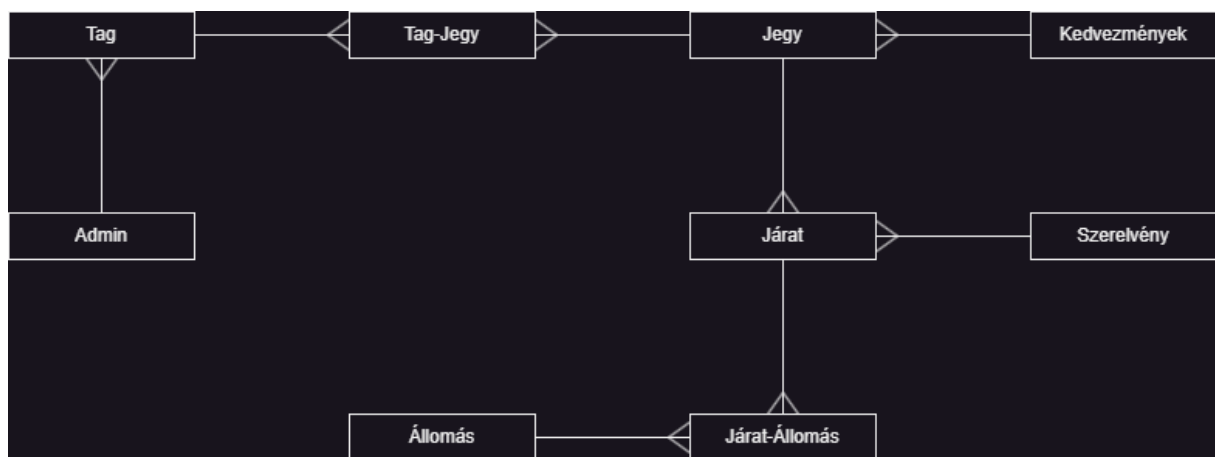 Tag
Tag-Jegy
Jegy
Kedvezmények
Admin
Járat
Szerelvény
Állomás
Járat-Állomás